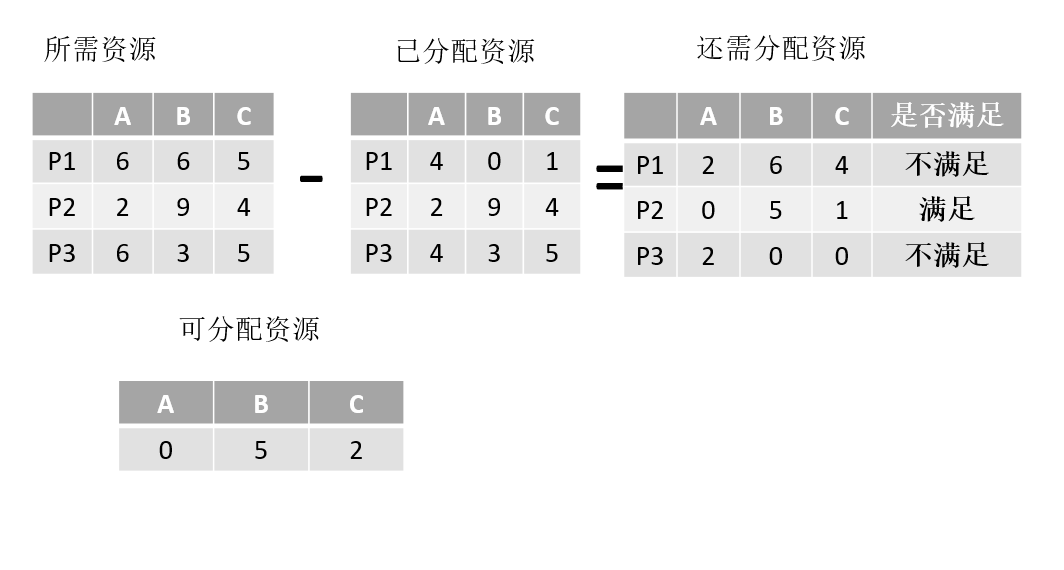 所需资源
已分配资源
还需分配资源
A B C
P1 6 6 5
P2 2 9 4
P3 6 3 5
-
A B C
P1 4 0 1
P2 2 9 4
P3 4 3 5
=
A B C 是否满足
P1 2 6 4 不满足
P2 0 5 1 满足
P3 2 0 0 不满足
可分配资源
A B C
0 5 2